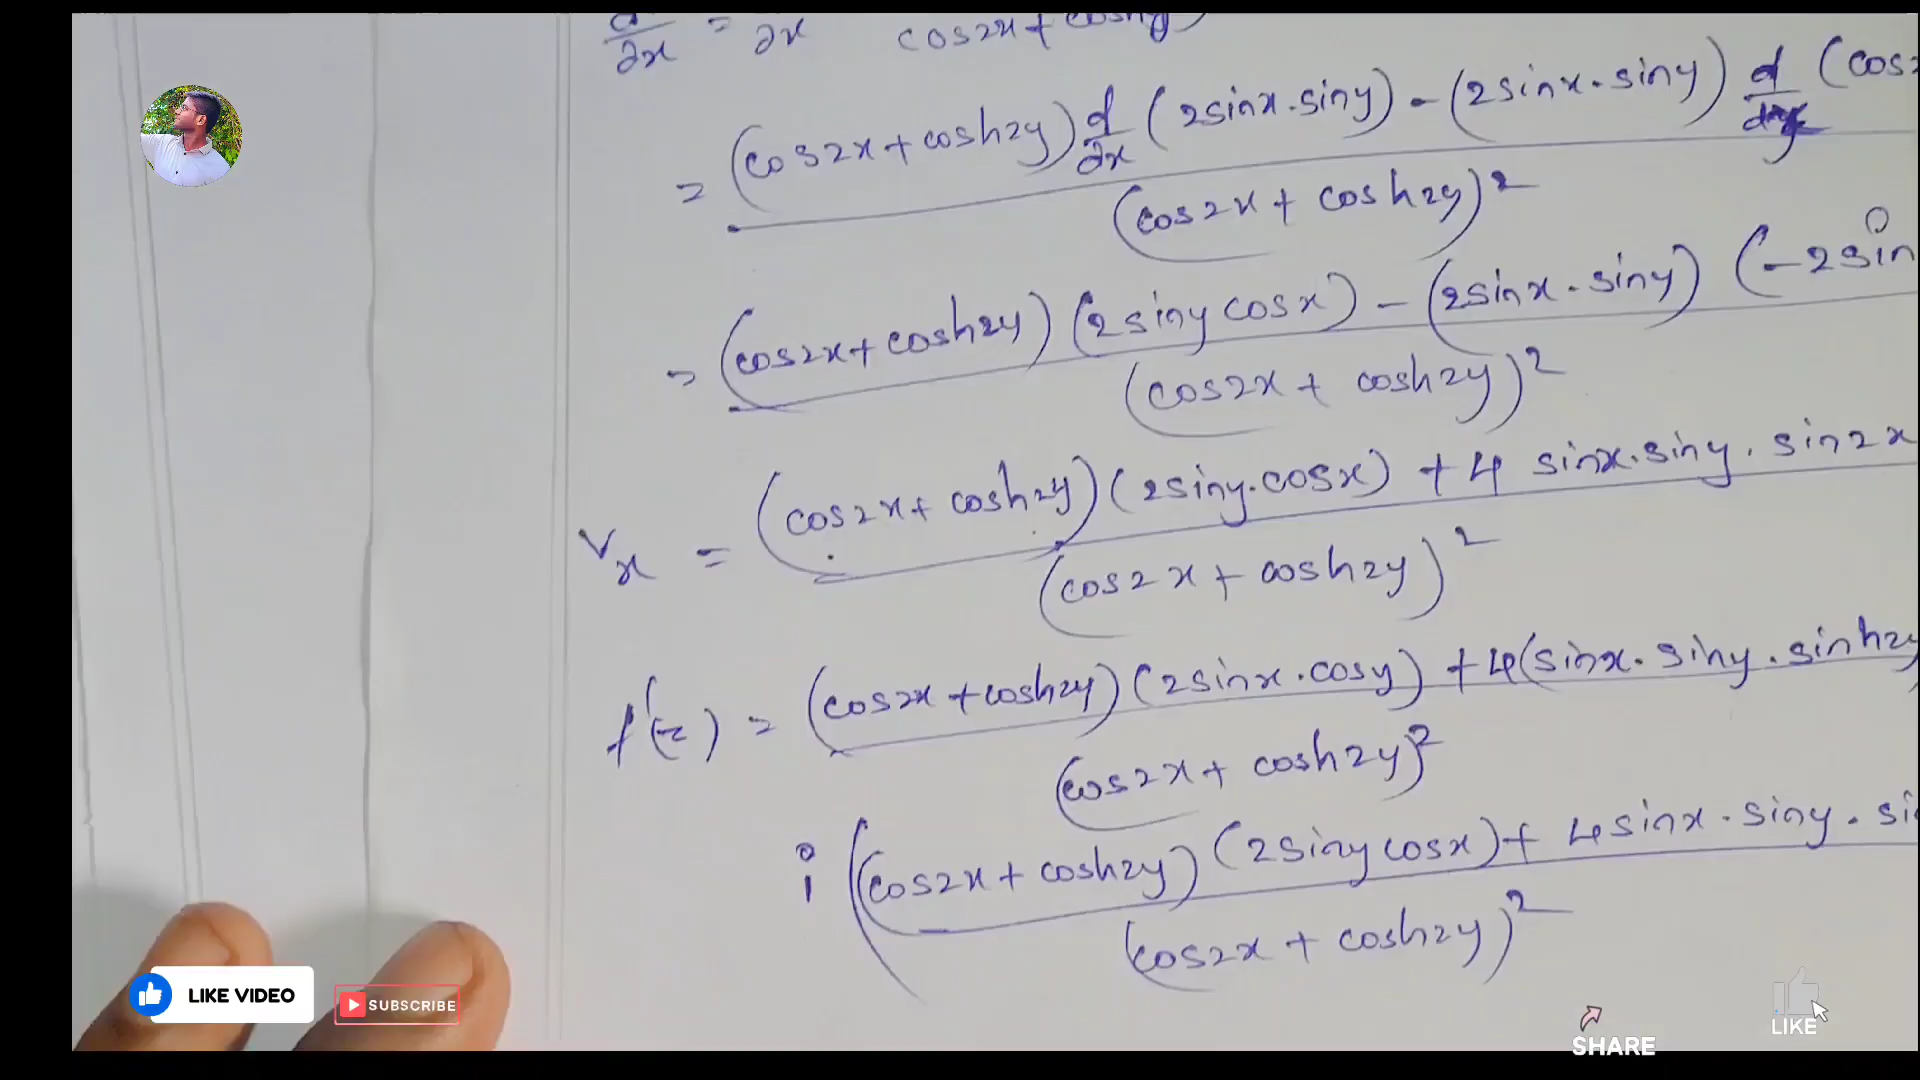 ∂/∂x = ∂x cos2x + cosh
= (cos2x + cosh2y) d/∂x (2sinx·siny) - (2sinx·siny) d/dx (cos2
(cos2x + cosh2y)²
= (cos2x + cosh2y) (2siny cosx) - (2sinx·siny) (-2sin
(cos2x + cosh2y)²
Vx = (cos2x + cosh2y)(2siny·cosx) + 4 sinx·siny·sin2x
(cos2x + cosh2y)²
f'(z) = (cos2x + cosh2y)(2sinx·cosy) + 4(sinx·siny·sinh2y
(cos2x + cosh2y)²
i ((cos2x + cosh2y) (2siny cosx) + 4sinx·siny·si
(cos2x + cosh2y)²
LIKE VIDEO
SUBSCRIBE
SHARE
LIKE